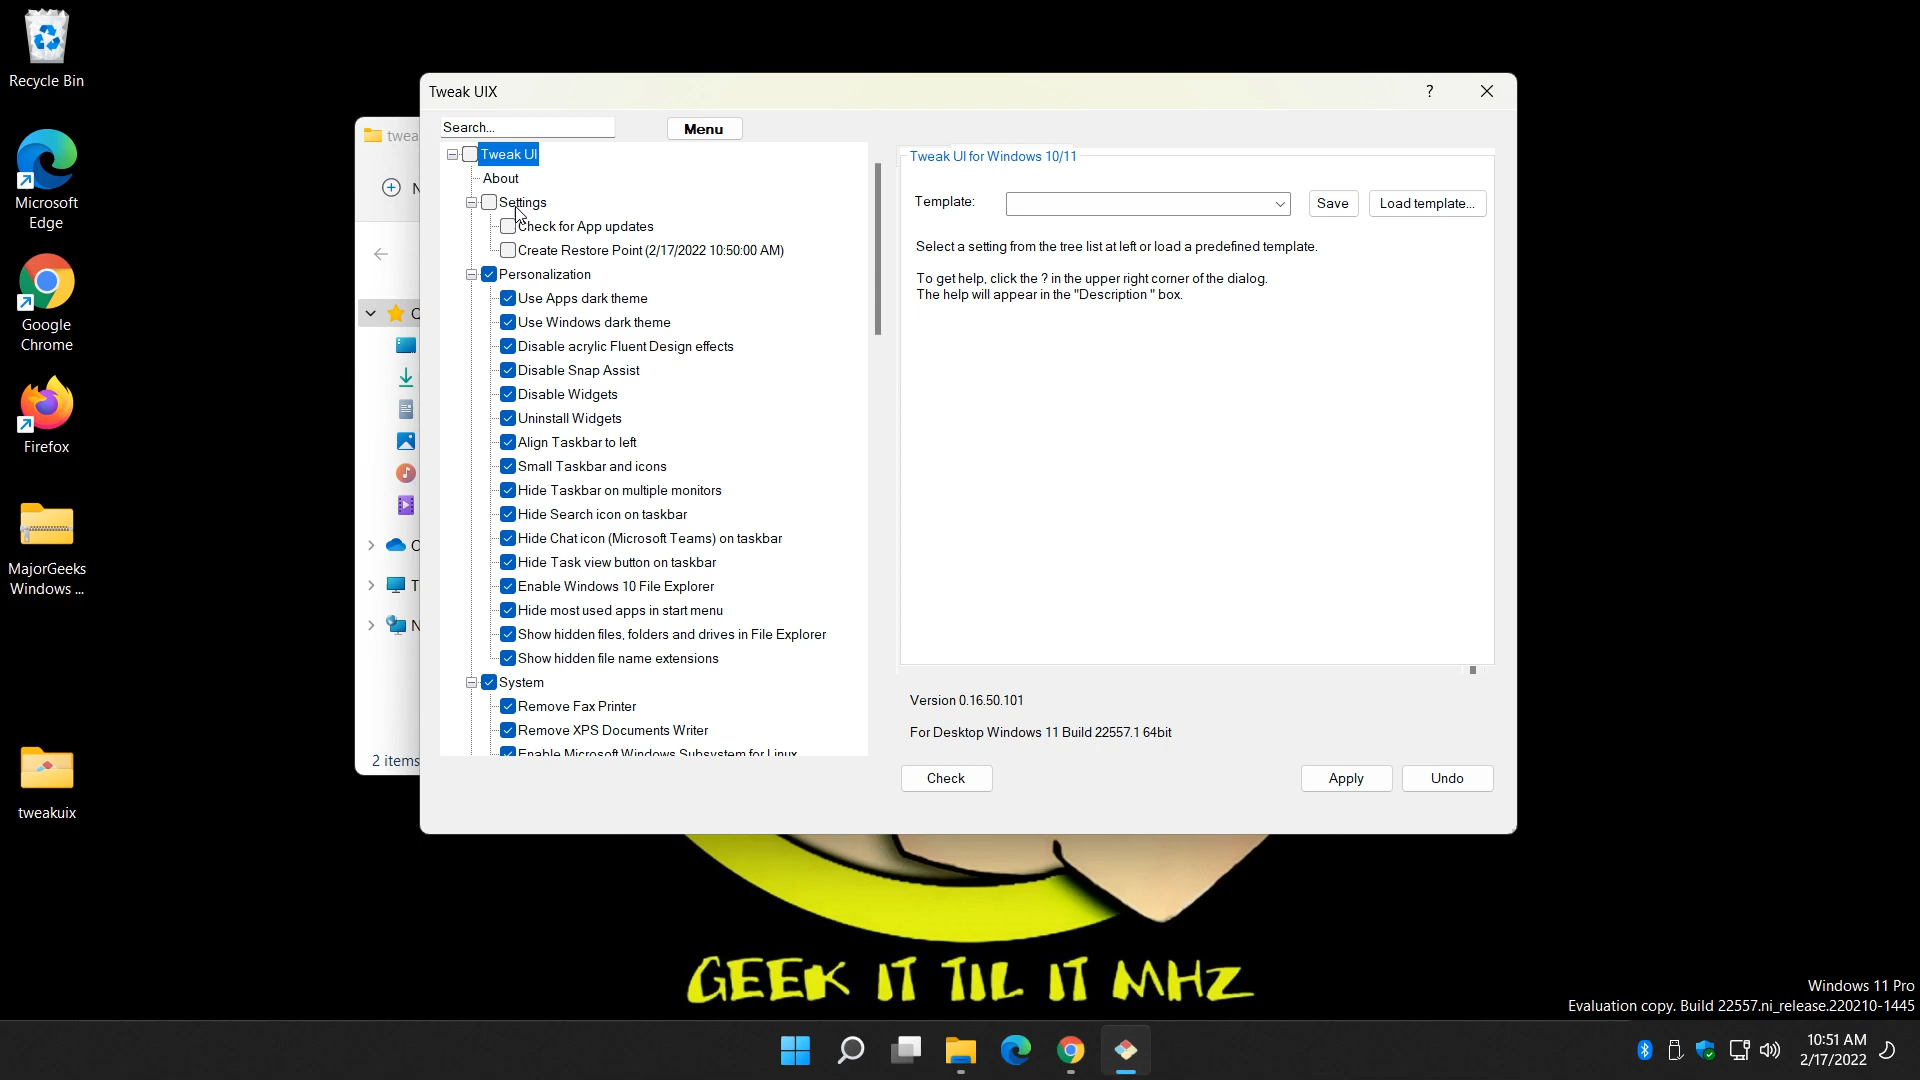 Recycle Bin
Microsoft
Edge
Google
Chrome
Firefox
MajorGeeks
Windows ...
tweakuix
twea
N
2 items
Tweak UIX
?
Search...
Menu
Tweak UI
About
Settings
Check for App updates
Create Restore Point (2/17/2022 10:50:00 AM)
Personalization
Use Apps dark theme
Use Windows dark theme
Disable acrylic Fluent Design effects
Disable Snap Assist
Disable Widgets
Uninstall Widgets
Align Taskbar to left
Small Taskbar and icons
Hide Taskbar on multiple monitors
Hide Search icon on taskbar
Hide Chat icon (Microsoft Teams) on taskbar
Hide Task view button on taskbar
Enable Windows 10 File Explorer
Hide most used apps in start menu
Show hidden files, folders and drives in File Explorer
Show hidden file name extensions
System
Remove Fax Printer
Remove XPS Documents Writer
Enable Microsoft Windows Subsystem for Linux
Tweak UI for Windows 10/11
Template:
Save
Load template...
Select a setting from the tree list at left or load a predefined template.
To get help, click the ? in the upper right corner of the dialog.
The help will appear in the "Description " box.
Version 0.16.50.101
For Desktop Windows 11 Build 22557.1 64bit
Check
Apply
Undo
GEEK IT TIL IT MHZ
Windows 11 Pro
Evaluation copy. Build 22557.ni_release.220210-1445
10:51 AM
2/17/2022